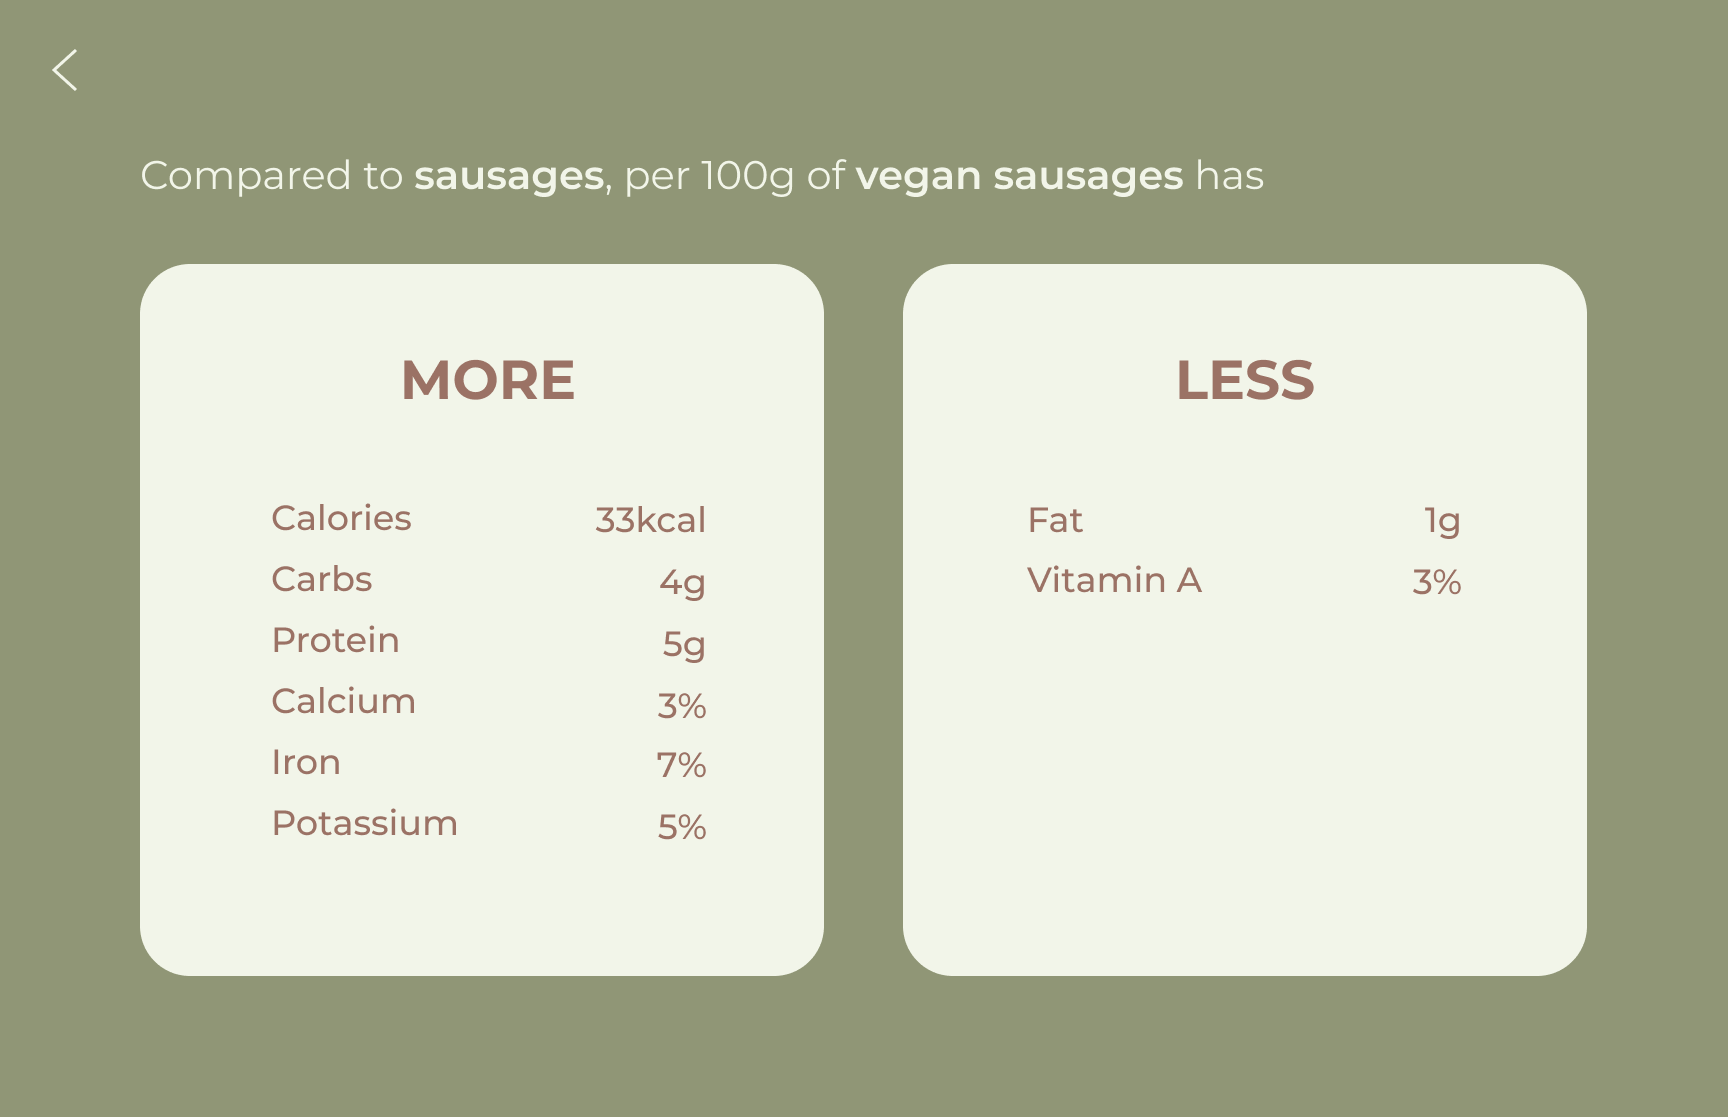 Compared to sausages, per 100g of vegan sausages has
MORE
Calories 33kcal
Carbs 4g
Protein 5g
Calcium 3%
Iron 7%
Potassium 5%
LESS
Fat 1g
Vitamin A 3%